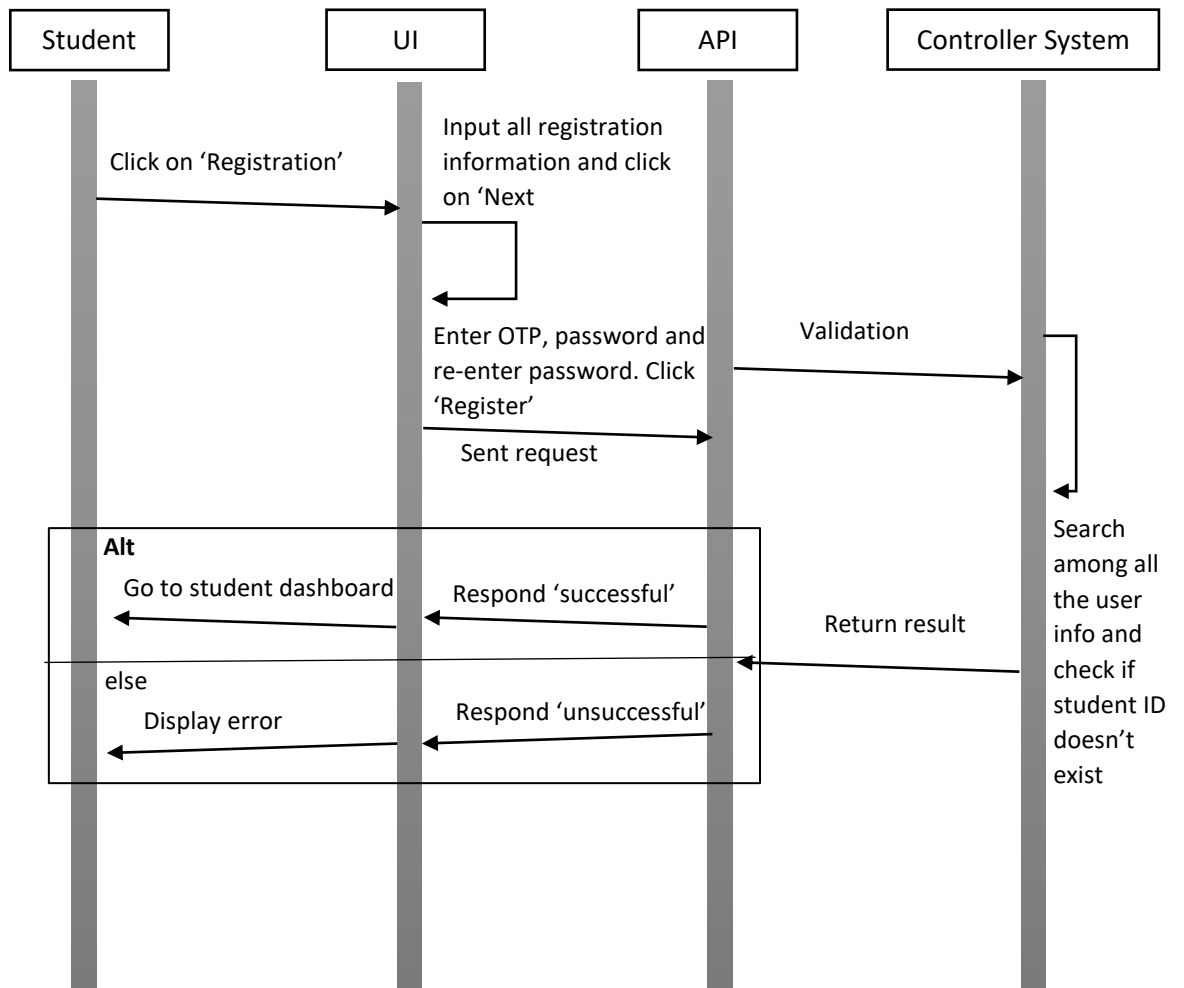 Student
UI
API
Controller System
Input all registration
information and click
on ‘Next
Click on ‘Registration’
Enter OTP, password and
re-enter password. Click
‘Register’
Validation
Sent request
Alt
Go to student dashboard
Respond ‘successful’
Return result
Search
among all
the user
info and
check if
student ID
doesn’t
exist
else
Display error
Respond ‘unsuccessful’